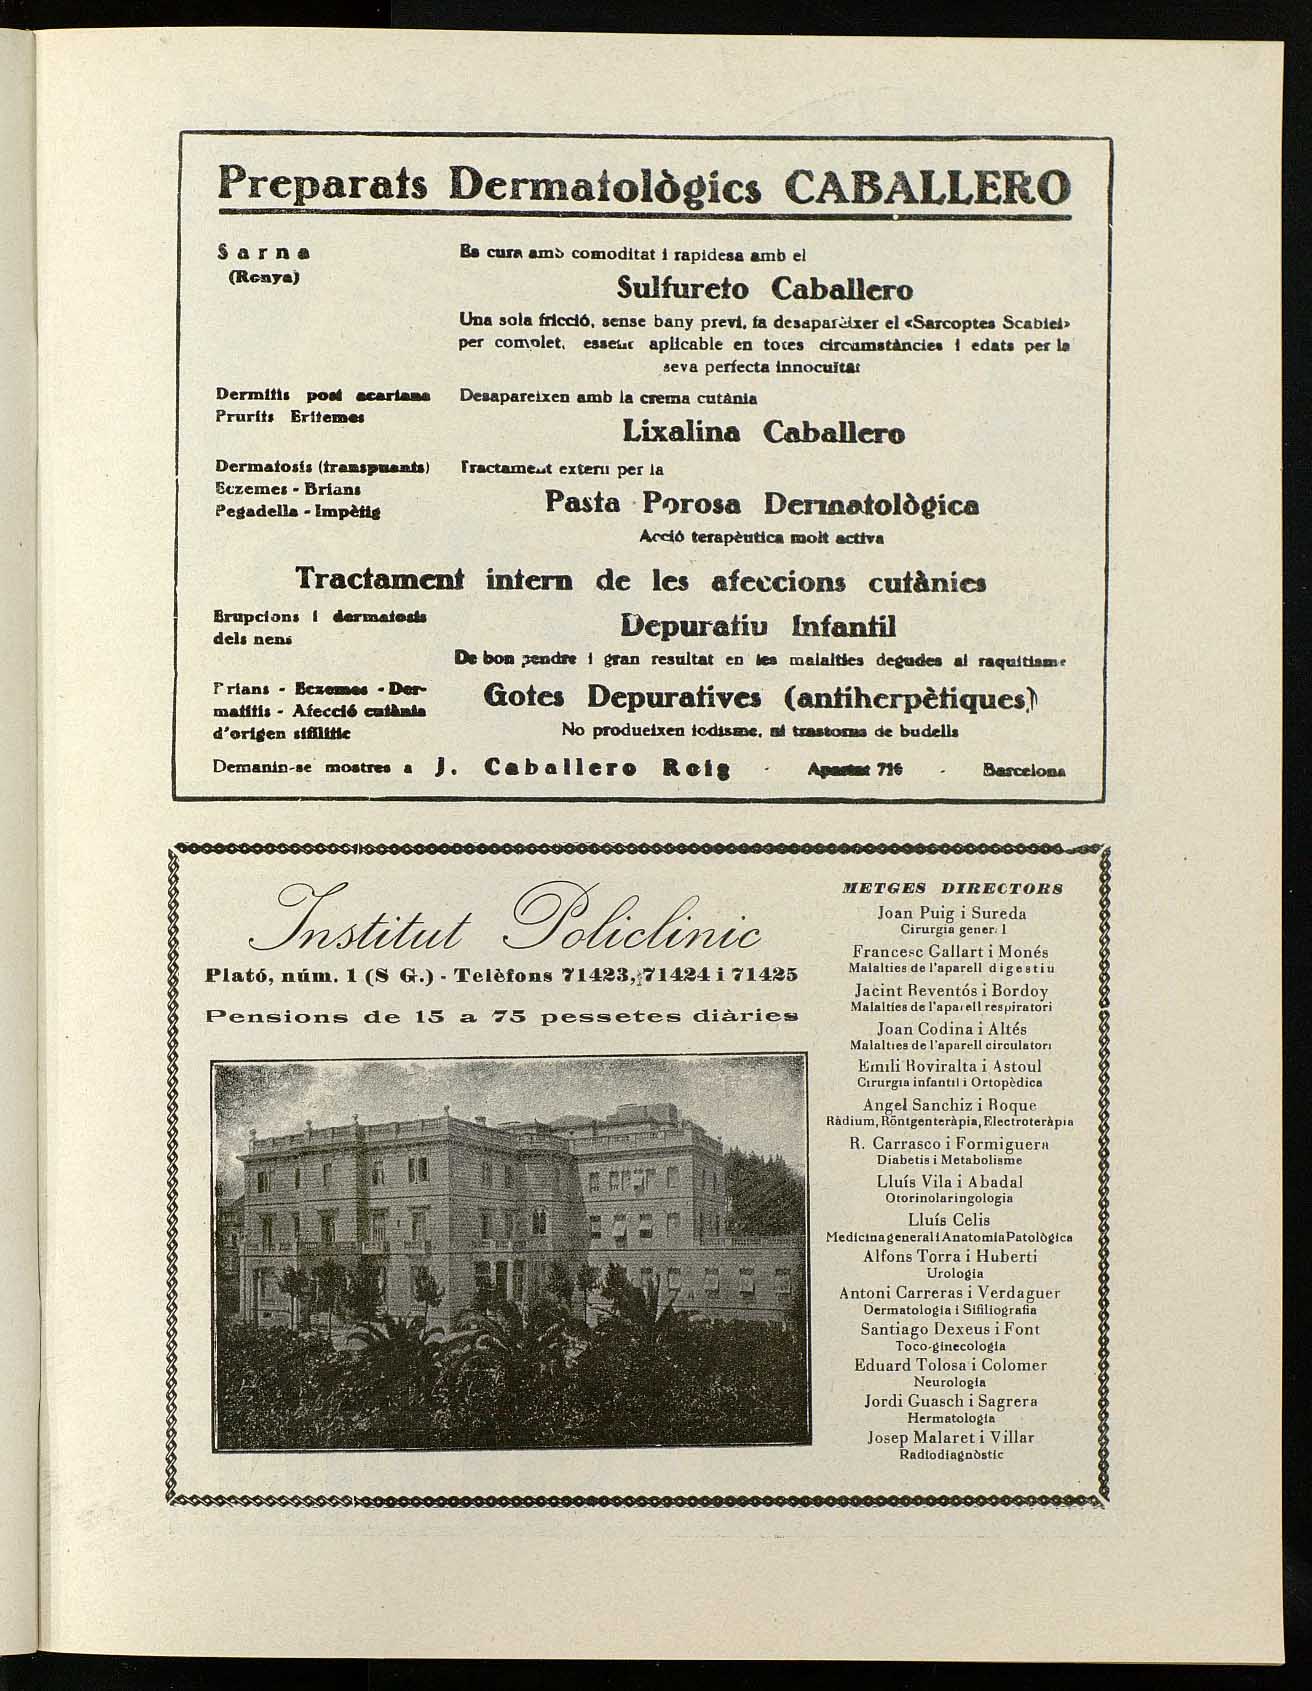 Preparats Dermatològics CABALLERO
Sarna
(Ronya)
Es cura amb comoditat i rapidesa amb el
Sulfureto Caballero
Una sola fricció, sense bany previ, fa desaparèixer el «Sarcoptes Scabiei»
per complet, essent aplicable en totes circumstàncies i edats per la
seva perfecta innocuïtat
Dermitis post acariana
Prurits Eritemes
Desapareixen amb la crema cutània
Lixalina Caballero
Dermatosis (transpuants)
Eczemes - Brians
Pegadella - Impètig
Tractament extern per la
Pasta Porosa Dermatològica
Acció terapèutica molt activa
Tractament intern de les afeccions cutànies
Erupcions i dermatosis
dels nens
Depuratiu Infantil
De bon pendre i gran resultat en les malalties degudes al raquitisme
Brians - Eczemes - Der-
matitis - Afecció cutània
d'origen sifilític
Gotes Depuratives (antiherpètiques)
No produeixen iodisme, ni trastorns de budells
Demanin-se mostres a J. Caballero Roig - Apartat 716 - Barcelona
Institut Policlinic
Plató, núm. 1 (S G.) - Telèfons 71423, 71424 i 71425
Pensions de 15 a 75 pessetes diàries
METGES DIRECTORS
Joan Puig i Sureda
Cirurgia general
Francesc Gallart i Monés
Malalties de l'aparell digestiu
Jacint Reventós i Bordoy
Malalties de l'aparell respiratori
Joan Codina i Altés
Malalties de l'aparell circulatori
Emili Roviralta i Astoul
Cirurgia infantil i Ortopèdica
Angel Sanchiz i Roque
Ràdium, Röntgenteràpia, Electroteràpia
R. Carrasco i Formiguera
Diabetis i Metabolisme
Lluís Vila i Abadal
Otorinolaringologia
Lluís Celis
Medicina general i Anatomia Patològica
Alfons Torra i Huberti
Urologia
Antoni Carreras i Verdaguer
Dermatologia i Sifiliografia
Santiago Dexeus i Font
Toco-ginecologia
Eduard Tolosa i Colomer
Neurologia
Jordi Guasch i Sagrera
Hermatologia
Josep Malaret i Villar
Radiodiagnòstic